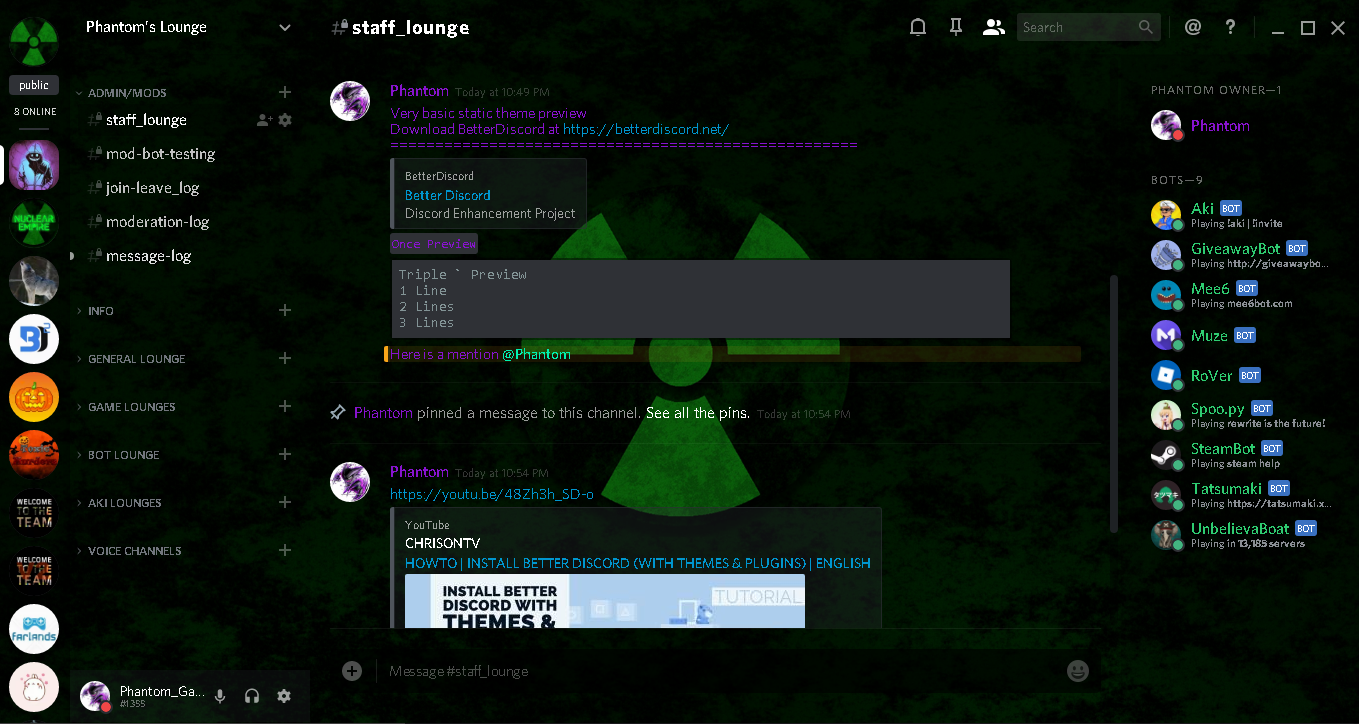 public
8 ONLINE
NUCLEAR
EMPIRE
WELCOME
TO THE
TEAM
WELCOME
TO THE
TEAM
farlands
Phantom's Lounge
ADMIN/MODS
staff_lounge
mod-bot-testing
join-leave_log
moderation-log
message-log
INFO
GENERAL LOUNGE
GAME LOUNGES
BOT LOUNGE
AKI LOUNGES
VOICE CHANNELS
Phantom_Ga...
#1355
#staff_lounge
Search
Phantom Today at 10:49 PM
Very basic static theme preview
Download BetterDiscord at https://betterdiscord.net/
====================================================
BetterDiscord
Better Discord
Discord Enhancement Project
Once Preview
Triple ` Preview
1 Line
2 Lines
3 Lines
Here is a mention @Phantom
Phantom pinned a message to this channel. See all the pins. Today at 10:54 PM
Phantom Today at 10:54 PM
https://youtu.be/48Zh3h_SD-o
YouTube
CHRISONTV
HOWTO | INSTALL BETTER DISCORD (WITH THEMES & PLUGINS) | ENGLISH
INSTALL BETTER
DISCORD WITH
THEMES &
TUTORIAL
Message #staff_lounge
PHANTOM OWNER—1
Phantom
BOTS—9
Aki BOT
Playing !aki | !invite
GiveawayBot BOT
Playing http://giveawaybo...
Mee6 BOT
Playing mee6bot.com
Muze BOT
RoVer BOT
Spoo.py BOT
Playing rewrite is the future!
SteamBot BOT
Playing steam help
Tatsumaki BOT
Playing https://tatsumaki.x...
UnbelievaBoat BOT
Playing in 13,185 servers